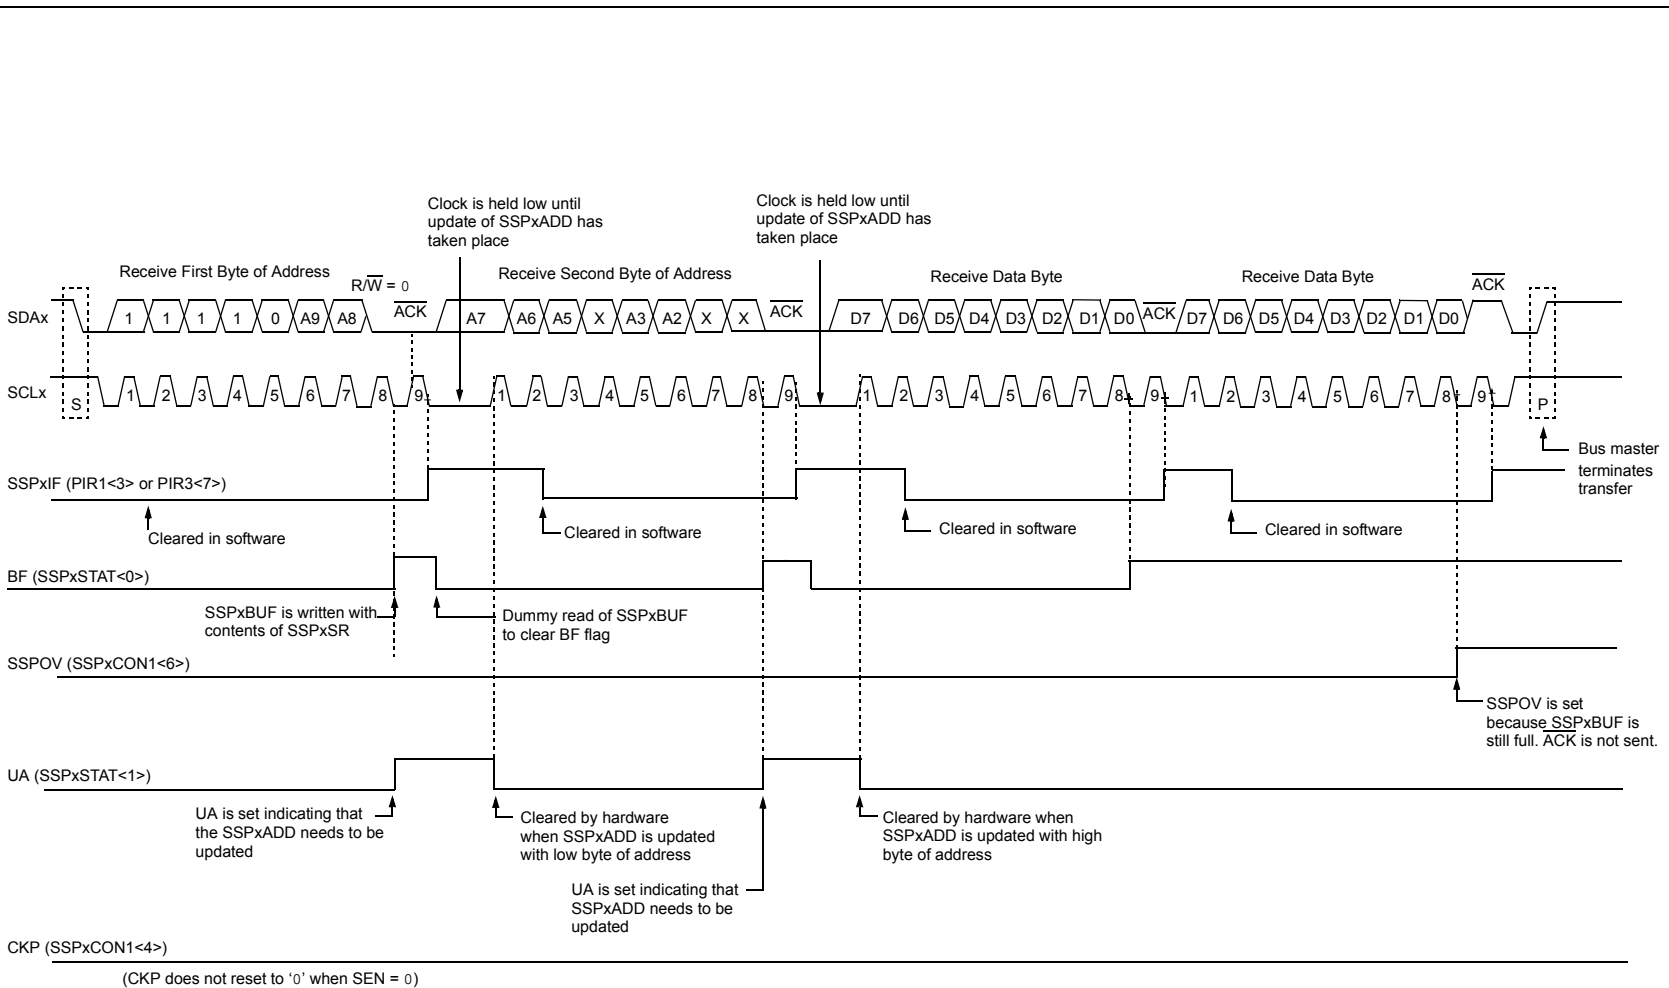 Clock is held low until
update of SSPxADD has
taken place
Clock is held low until
update of SSPxADD has
taken place
Receive First Byte of Address
R/W = 0
ACK
Receive Second Byte of Address
ACK
Receive Data Byte
ACK
Receive Data Byte
ACK
SDAx
1 1 1 1 0 A9 A8
A7 A6 A5 X A3 A2 X X
D7 D6 D5 D4 D3 D2 D1 D0
D7 D6 D5 D4 D3 D2 D1 D0
SCLx
S
1 2 3 4 5 6 7 8 9
1 2 3 4 5 6 7 8 9
1 2 3 4 5 6 7 8 9
1 2 3 4 5 6 7 8 9
P
Bus master
terminates
transfer
SSPxIF (PIR1<3> or PIR3<7>)
Cleared in software
Cleared in software
Cleared in software
Cleared in software
BF (SSPxSTAT<0>)
SSPxBUF is written with
contents of SSPxSR
Dummy read of SSPxBUF
to clear BF flag
SSPOV (SSPxCON1<6>)
SSPOV is set
because SSPxBUF is
still full. ACK is not sent.
UA (SSPxSTAT<1>)
UA is set indicating that
the SSPxADD needs to be
updated
Cleared by hardware
when SSPxADD is updated
with low byte of address
UA is set indicating that
SSPxADD needs to be
updated
Cleared by hardware when
SSPxADD is updated with high
byte of address
CKP (SSPxCON1<4>)
(CKP does not reset to ‘0’ when SEN = 0)